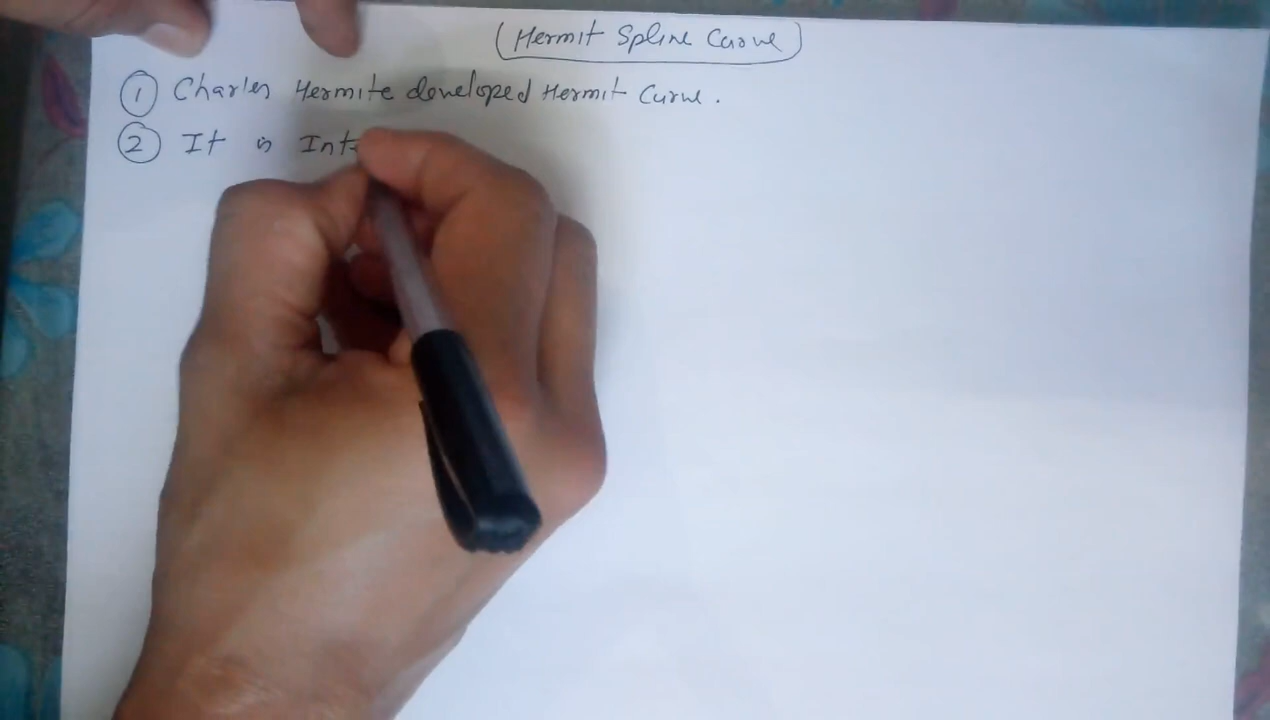 (Hermit Spline Curve)
① Charles Hermite developed Hermit Curve.
② It is Int